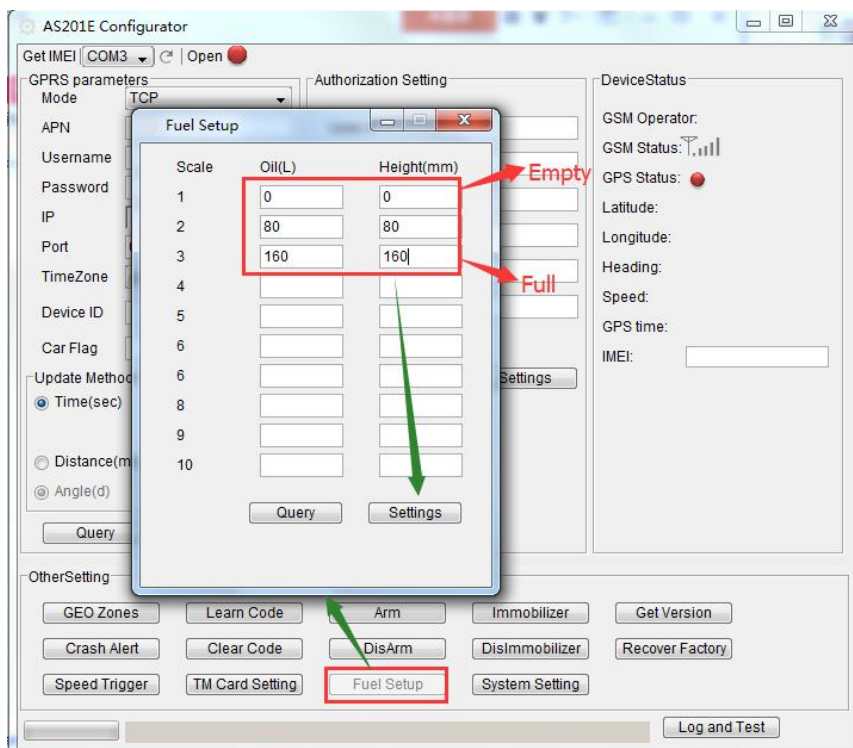 AS201E Configurator
Get IMEI COM3 Open
GPRS parameters
Mode TCP
APN
Username
Password
IP
Port
TimeZone
Device ID
Car Flag
Update Metho
Time(sec)
Distance(m
Angle(d)
Query
Authorization Setting
Settings
Fuel Setup
Scale Oil(L) Height(mm)
1 0 0
2 80 80
3 160 160
4
5
6
6
8
9
10
Query Settings
Empty
Full
DeviceStatus
GSM Operator:
GSM Status:
GPS Status:
Latitude:
Longitude:
Heading:
Speed:
GPS time:
IMEI:
OtherSetting
GEO Zones Learn Code Arm Immobilizer Get Version
Crash Alert Clear Code DisArm DisImmobilizer Recover Factory
Speed Trigger TM Card Setting Fuel Setup System Setting
Log and Test